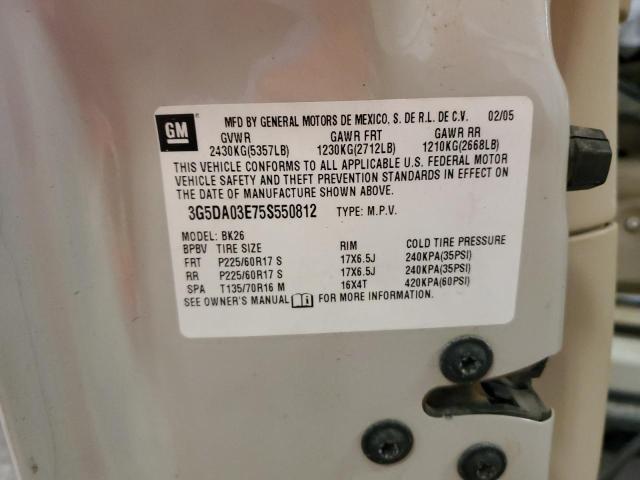 GM
MFD BY GENERAL MOTORS DE MEXICO, S. DE R.L. DE C.V. 02/05
GVWR GAWR FRT GAWR RR
2430KG(5357LB) 1230KG(2712LB) 1210KG(2668LB)
THIS VEHICLE CONFORMS TO ALL APPLICABLE U.S. FEDERAL MOTOR
VEHICLE SAFETY AND THEFT PREVENTION STANDARDS IN EFFECT ON
THE DATE OF MANUFACTURE SHOWN ABOVE.
3G5DA03E75S550812 TYPE: M.P.V.
MODEL: BK26
BPBV TIRE SIZE RIM COLD TIRE PRESSURE
FRT P225/60R17 S 17X6.5J 240KPA(35PSI)
RR P225/60R17 S 17X6.5J 240KPA(35PSI)
SPA T135/70R16 M 16X4T 420KPA(60PSI)
SEE OWNER'S MANUAL FOR MORE INFORMATION.